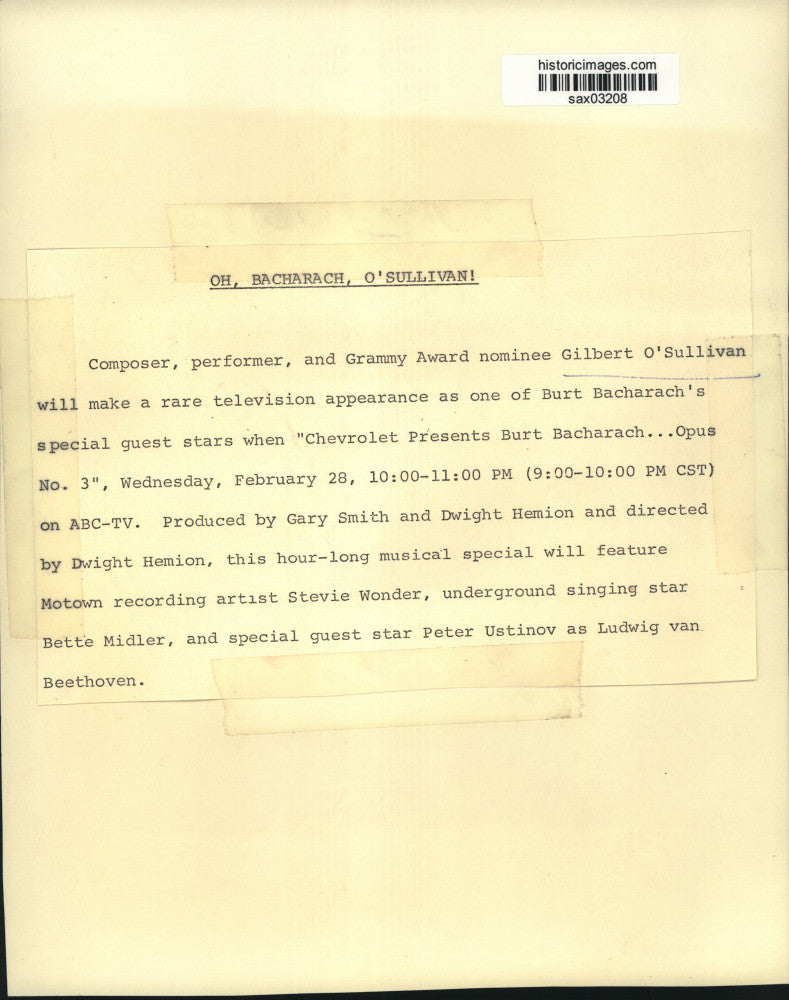 historicimages.com
sax03208
OH, BACHARACH, O'SULLIVAN!
Composer, performer, and Grammy Award nominee Gilbert O'Sullivan
will make a rare television appearance as one of Burt Bacharach's
special guest stars when "Chevrolet Presents Burt Bacharach...Opus
No. 3", Wednesday, February 28, 10:00-11:00 PM (9:00-10:00 PM CST)
on ABC-TV. Produced by Gary Smith and Dwight Hemion and directed
by Dwight Hemion, this hour-long musical special will feature
Motown recording artist Stevie Wonder, underground singing star
Bette Midler, and special guest star Peter Ustinov as Ludwig van
Beethoven.